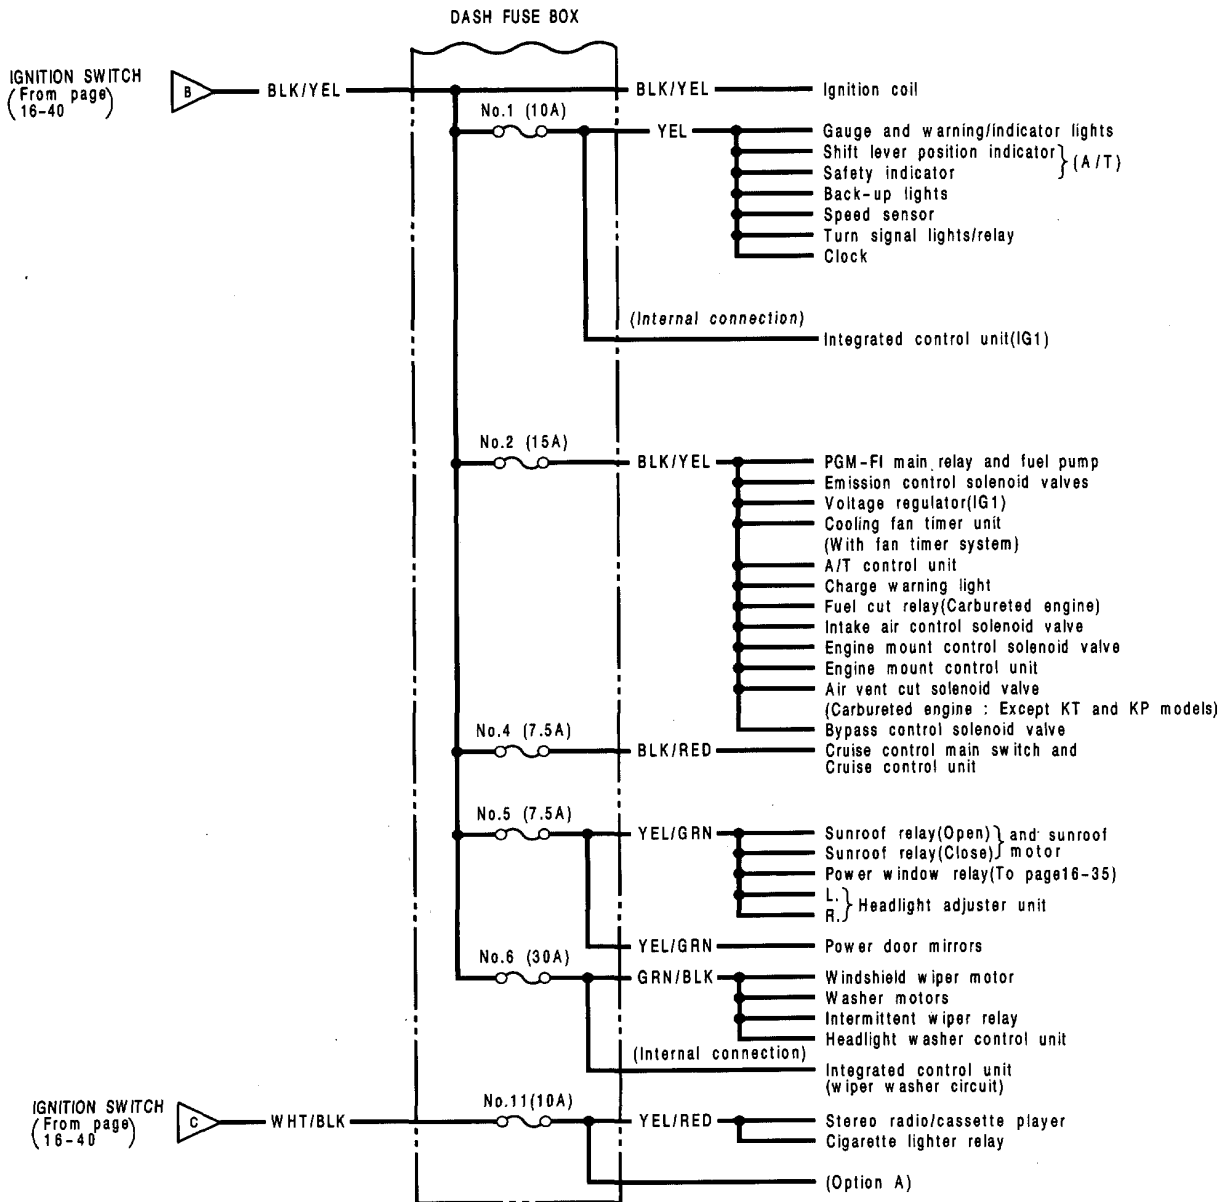 DASH FUSE BOX
IGNITION SWITCH
(From page 16-40)
B
BLK/YEL
BLK/YEL
Ignition coil
No.1 (10A)
YEL
Gauge and warning/indicator lights
Shift lever position indicator
(A/T)
Safety indicator
Back-up lights
Speed sensor
Turn signal lights/relay
Clock
(Internal connection)
Integrated control unit(IG1)
No.2 (15A)
BLK/YEL
PGM-FI main relay and fuel pump
Emission control solenoid valves
Voltage regulator(IG1)
Cooling fan timer unit
(With fan timer system)
A/T control unit
Charge warning light
Fuel cut relay(Carbureted engine)
Intake air control solenoid valve
Engine mount control solenoid valve
Engine mount control unit
Air vent cut solenoid valve
(Carbureted engine : Except KT and KP models)
Bypass control solenoid valve
No.4 (7.5A)
BLK/RED
Cruise control main switch and
Cruise control unit
No.5 (7.5A)
YEL/GRN
Sunroof relay(Open)
Sunroof relay(Close)
and sunroof
motor
Power window relay(To page16-35)
L.
R.
Headlight adjuster unit
YEL/GRN
Power door mirrors
No.6 (30A)
GRN/BLK
Windshield wiper motor
Washer motors
Intermittent wiper relay
Headlight washer control unit
(Internal connection)
Integrated control unit
(wiper washer circuit)
IGNITION SWITCH
(From page 16-40)
C
WHT/BLK
No.11(10A)
YEL/RED
Stereo radio/cassette player
Cigarette lighter relay
(Option A)